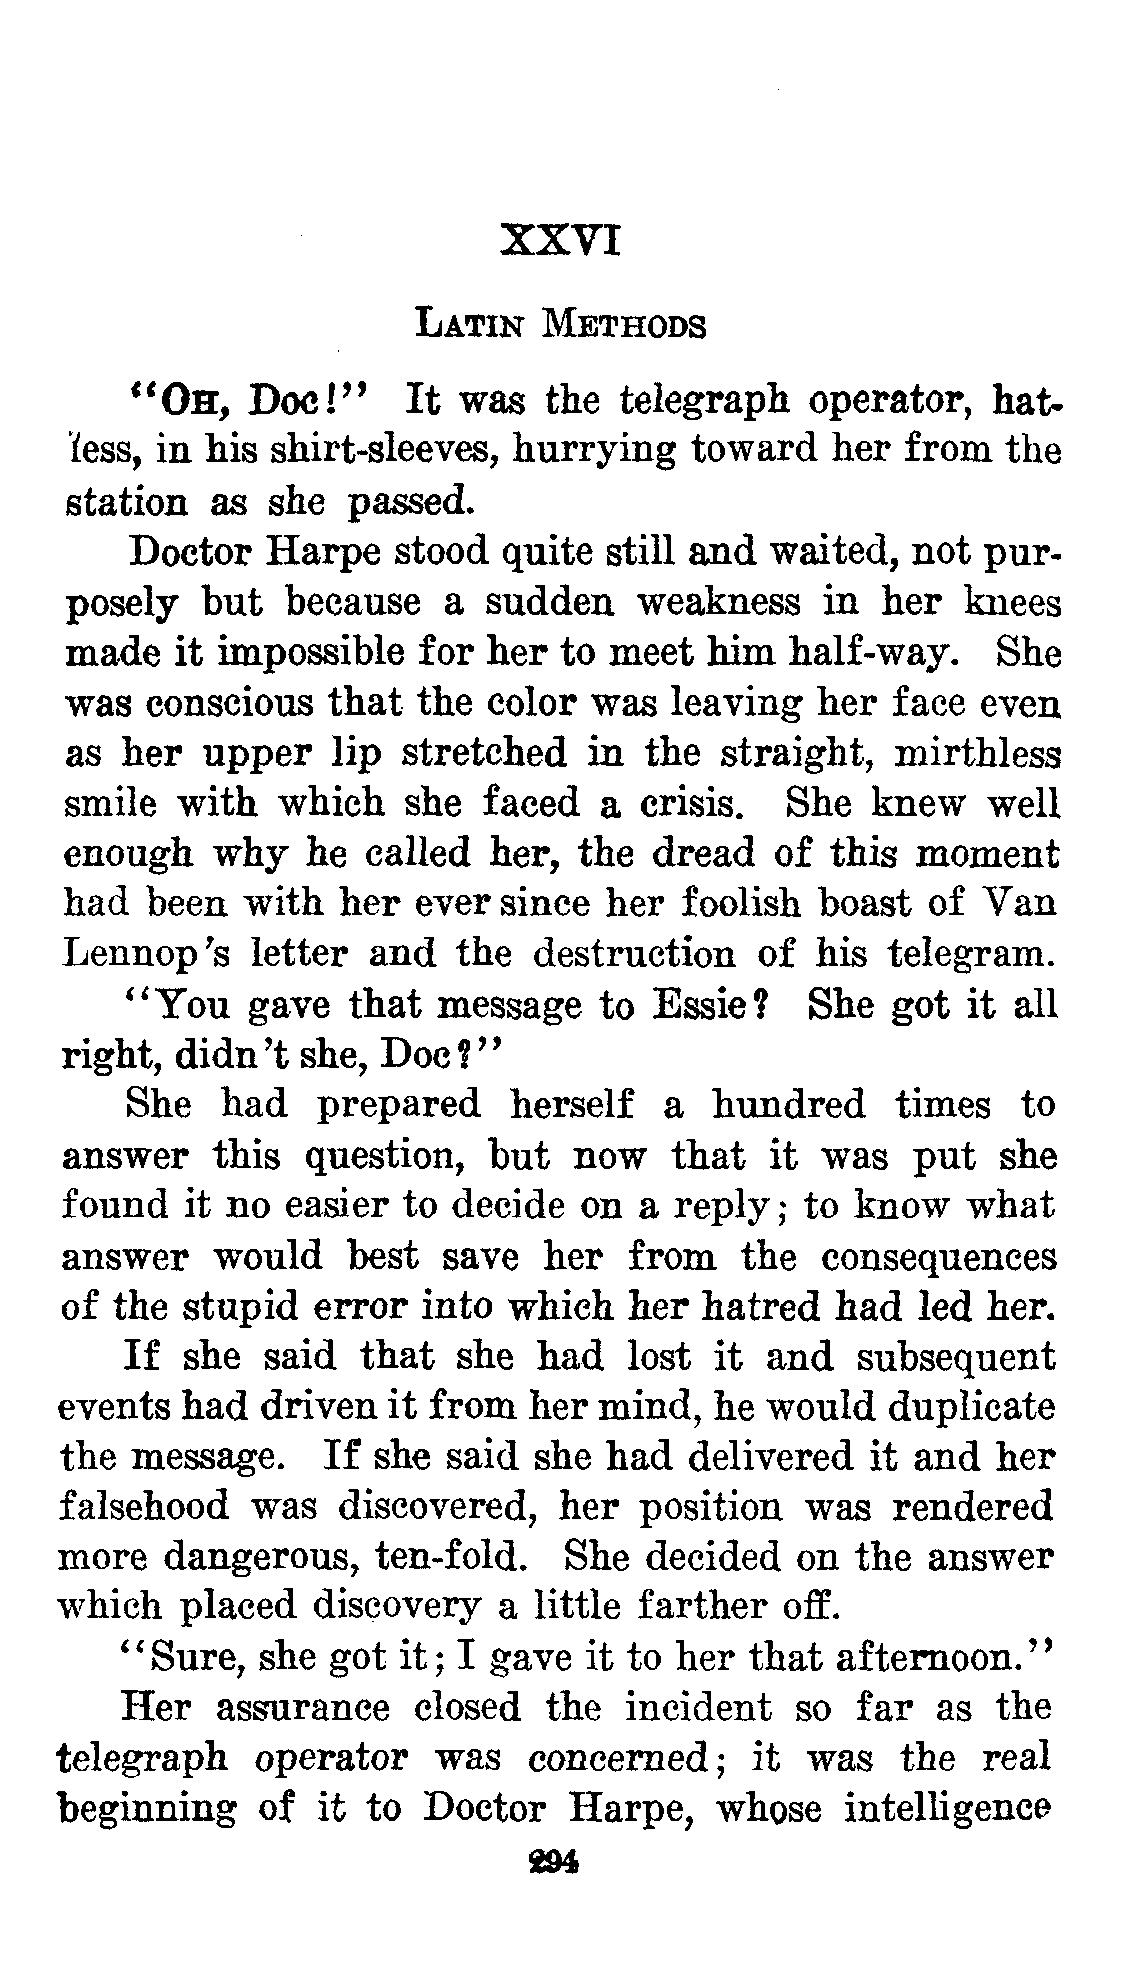 XXVI
Latin Methods
"Oh, Doc!" It was the telegraph operator, hat-
less, in his shirt-sleeves, hurrying toward her from the
station as she passed.
Doctor Harpe stood quite still and waited, not pur-
posely but because a sudden weakness in her knees
made it impossible for her to meet him half-way. She
was conscious that the color was leaving her face even
as her upper lip stretched in the straight, mirthless
smile with which she faced a crisis. She knew well
enough why he called her, the dread of this moment
had been with her ever since her foolish boast of Van
Lennop's letter and the destruction of his telegram.
"You gave that message to Essie? She got it all
right, didn't she, Doc?"
She had prepared herself a hundred times to
answer this question, but now that it was put she
found it no easier to decide on a reply; to know what
answer would best save her from the consequences
of the stupid error into which her hatred had led her.
If she said that she had lost it and subsequent
events had driven it from her mind, he would duplicate
the message. If she said she had delivered it and her
falsehood was discovered, her position was rendered
more dangerous, ten-fold. She decided on the answer
which placed discovery a little farther off.
"Sure, she got it; I gave it to her that afternoon."
Her assurance closed the incident so far as the
telegraph operator was concerned; it was the real
beginning of it to Doctor Harpe, whose intelligence
294